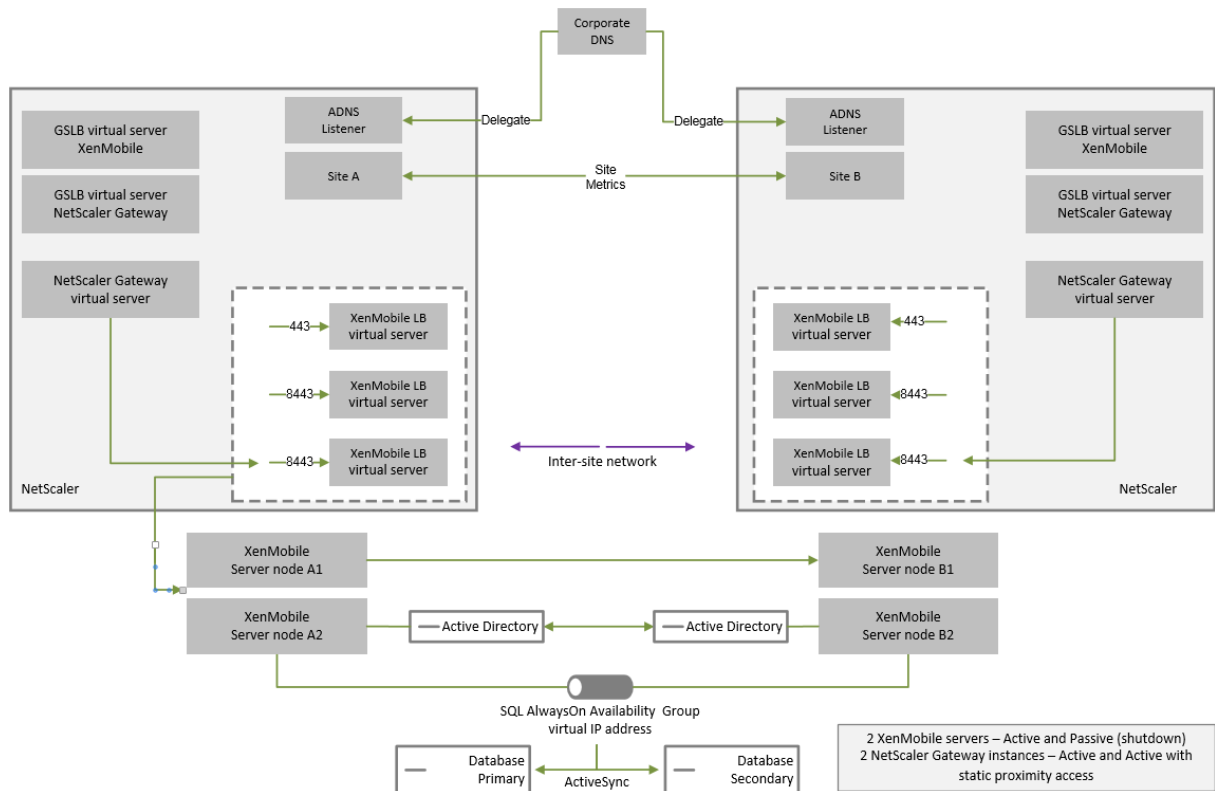 Corporate
DNS
ADNS
Listener
Delegate
Delegate
ADNS
Listener
GSLB virtual server
XenMobile
GSLB virtual server
XenMobile
Site A
Site
Metrics
Site B
GSLB virtual server
NetScaler Gateway
GSLB virtual server
NetScaler Gateway
NetScaler Gateway
virtual server
NetScaler Gateway
virtual server
443
XenMobile LB
virtual server
XenMobile LB
virtual server
443
8443
XenMobile LB
virtual server
XenMobile LB
virtual server
8443
8443
XenMobile LB
virtual server
XenMobile LB
virtual server
8443
Inter-site network
NetScaler
NetScaler
XenMobile
Server node A1
XenMobile
Server node B1
XenMobile
Server node A2
Active Directory
Active Directory
XenMobile
Server node B2
SQL AlwaysOn Availability Group
virtual IP address
Database
Primary
ActiveSync
Database
Secondary
2 XenMobile servers – Active and Passive (shutdown)
2 NetScaler Gateway instances – Active and Active with
static proximity access